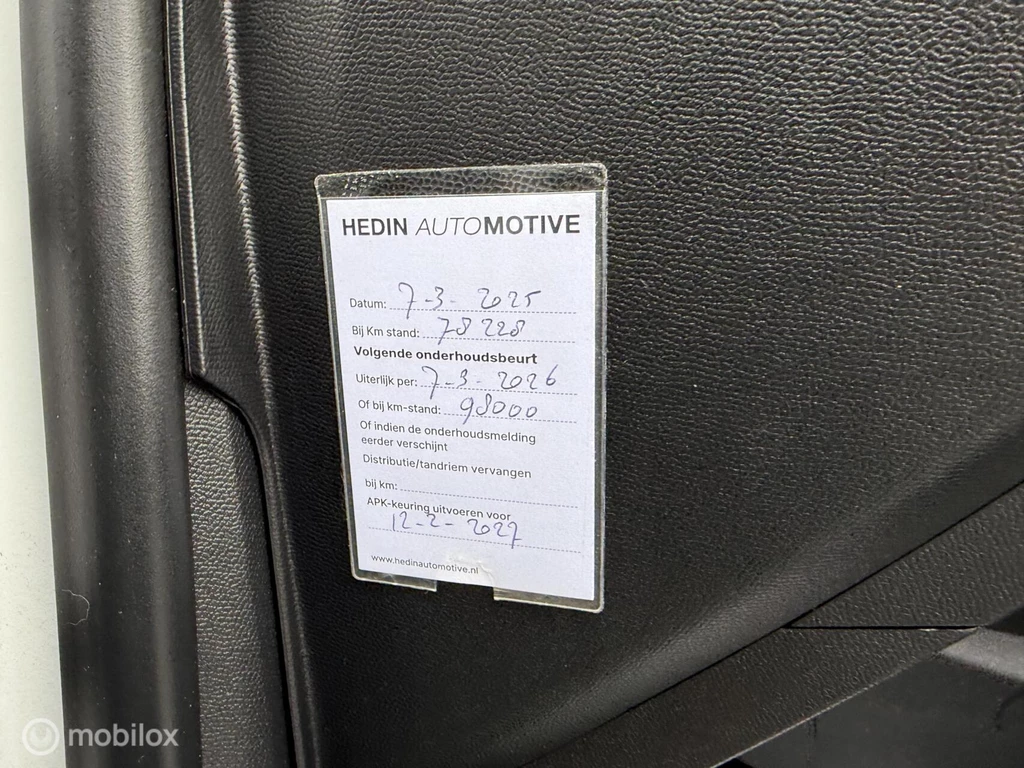 HEDIN AUTOMOTIVE
Datum: 7-3-2025
Bij Km stand: 78228
Volgende onderhoudsbeurt
Uiterlijk per: 7-3-2026
Of bij km-stand: 98000
Of indien de onderhoudsmelding
eerder verschijnt
Distributie/tandriem vervangen
bij km:
APK-keuring uitvoeren voor
12-2-2027
www.hedinautomotive.nl
mobilox